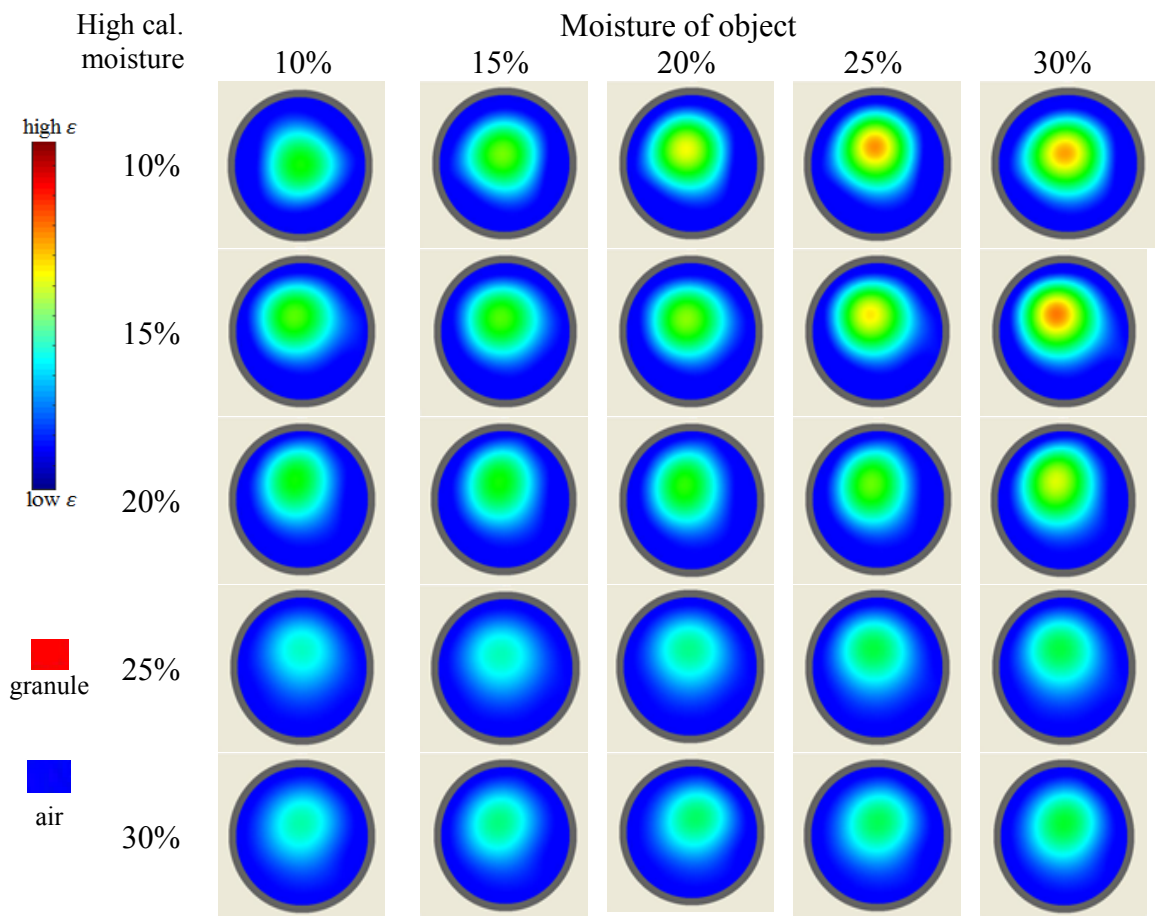 High cal.
moisture
Moisture of object
10% 15% 20% 25% 30%
high ε
10%
15%
low ε
20%
granule
25%
air
30%